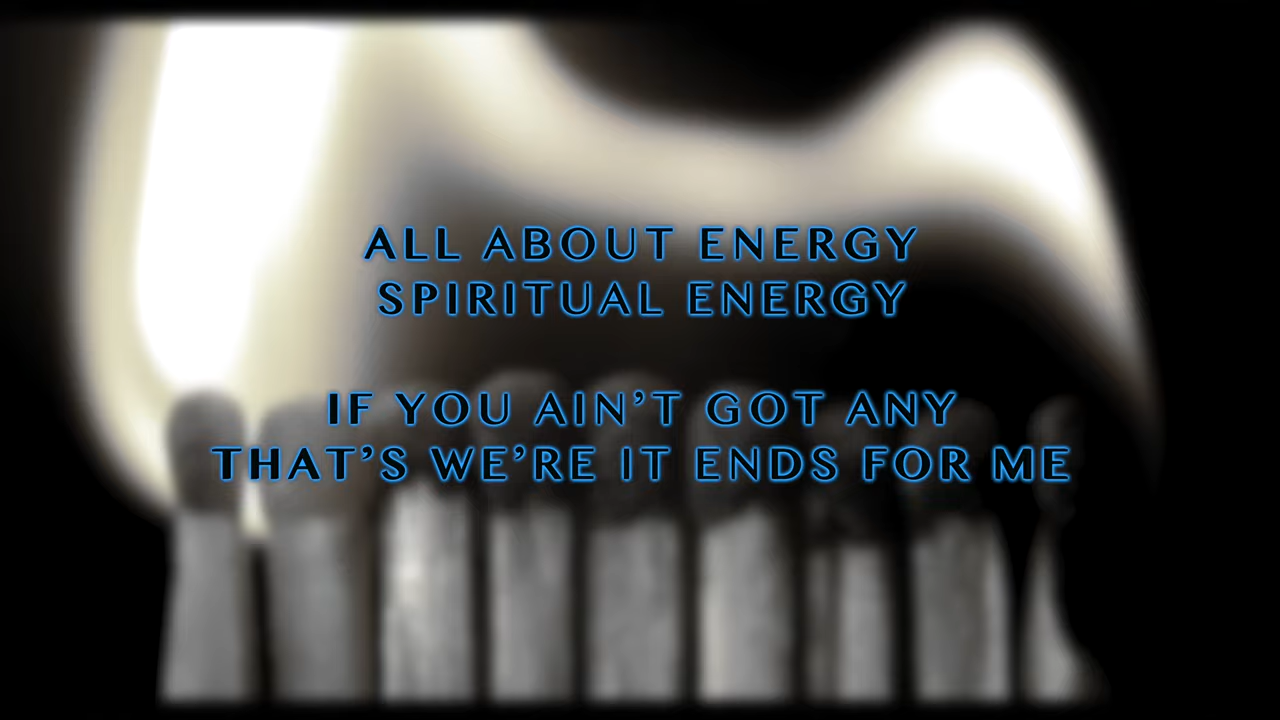 ALL ABOUT ENERGY
SPIRITUAL ENERGY
IF YOU AIN'T GOT ANY
THAT'S WE'RE IT ENDS FOR ME